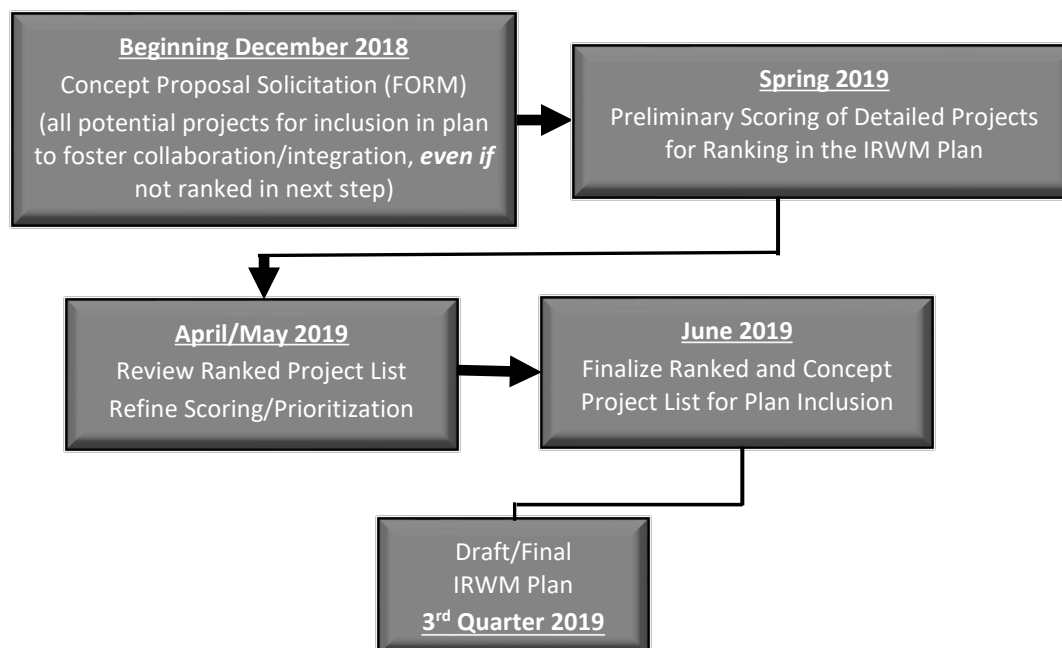 Beginning December 2018
Concept Proposal Solicitation (FORM)
(all potential projects for inclusion in plan
to foster collaboration/integration, even if
not ranked in next step)
Spring 2019
Preliminary Scoring of Detailed Projects
for Ranking in the IRWM Plan
April/May 2019
Review Ranked Project List
Refine Scoring/Prioritization
June 2019
Finalize Ranked and Concept
Project List for Plan Inclusion
Draft/Final
IRWM Plan
3rd Quarter 2019